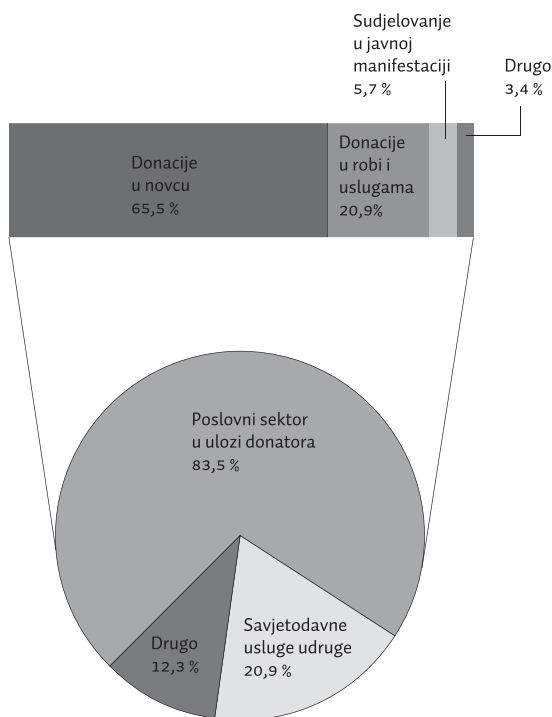 Sudjelovanje
u javnoj
manifestaciji
5,7 %
Drugo
3,4 %
Donacije
u novcu
65,5 %
Donacije
u robi i
uslugama
20,9%
Poslovni sektor
u ulozi donatora
83,5 %
Drugo
12,3 %
Savjetodavne
usluge udruge
20,9 %